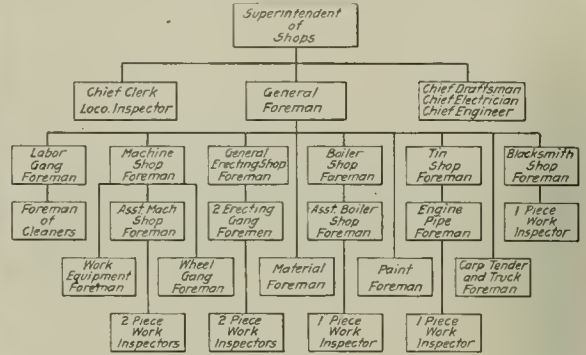 Superintendent
of
Shops
Chief Clerk
Loco. Inspector
General
Foreman
Chief Draftsman
Chief Electrician
Chief Engineer
Labor
Gang
Foreman
Machine
Shop
Foreman
General
Erecting Shop
Foreman
Boiler
Shop
Foreman
Tin
Shop
Foreman
Blacksmith
Shop
Foreman
Foreman
of
Cleaners
Asst. Mach
Shop
Foreman
2 Erecting
Gang
Foremen
Asst. Boiler
Shop
Foreman
Engine
Pipe
Foreman
1 Piece
Work
Inspector
Work
Equipment
Foreman
Wheel
Gang
Foreman
Material
Foreman
Paint
Foreman
Carp Tender
and Truck
Foreman
2 Piece
Work
Inspectors
2 Piece
Work
Inspectors
1 Piece
Work
Inspector
1 Piece
Work
Inspector